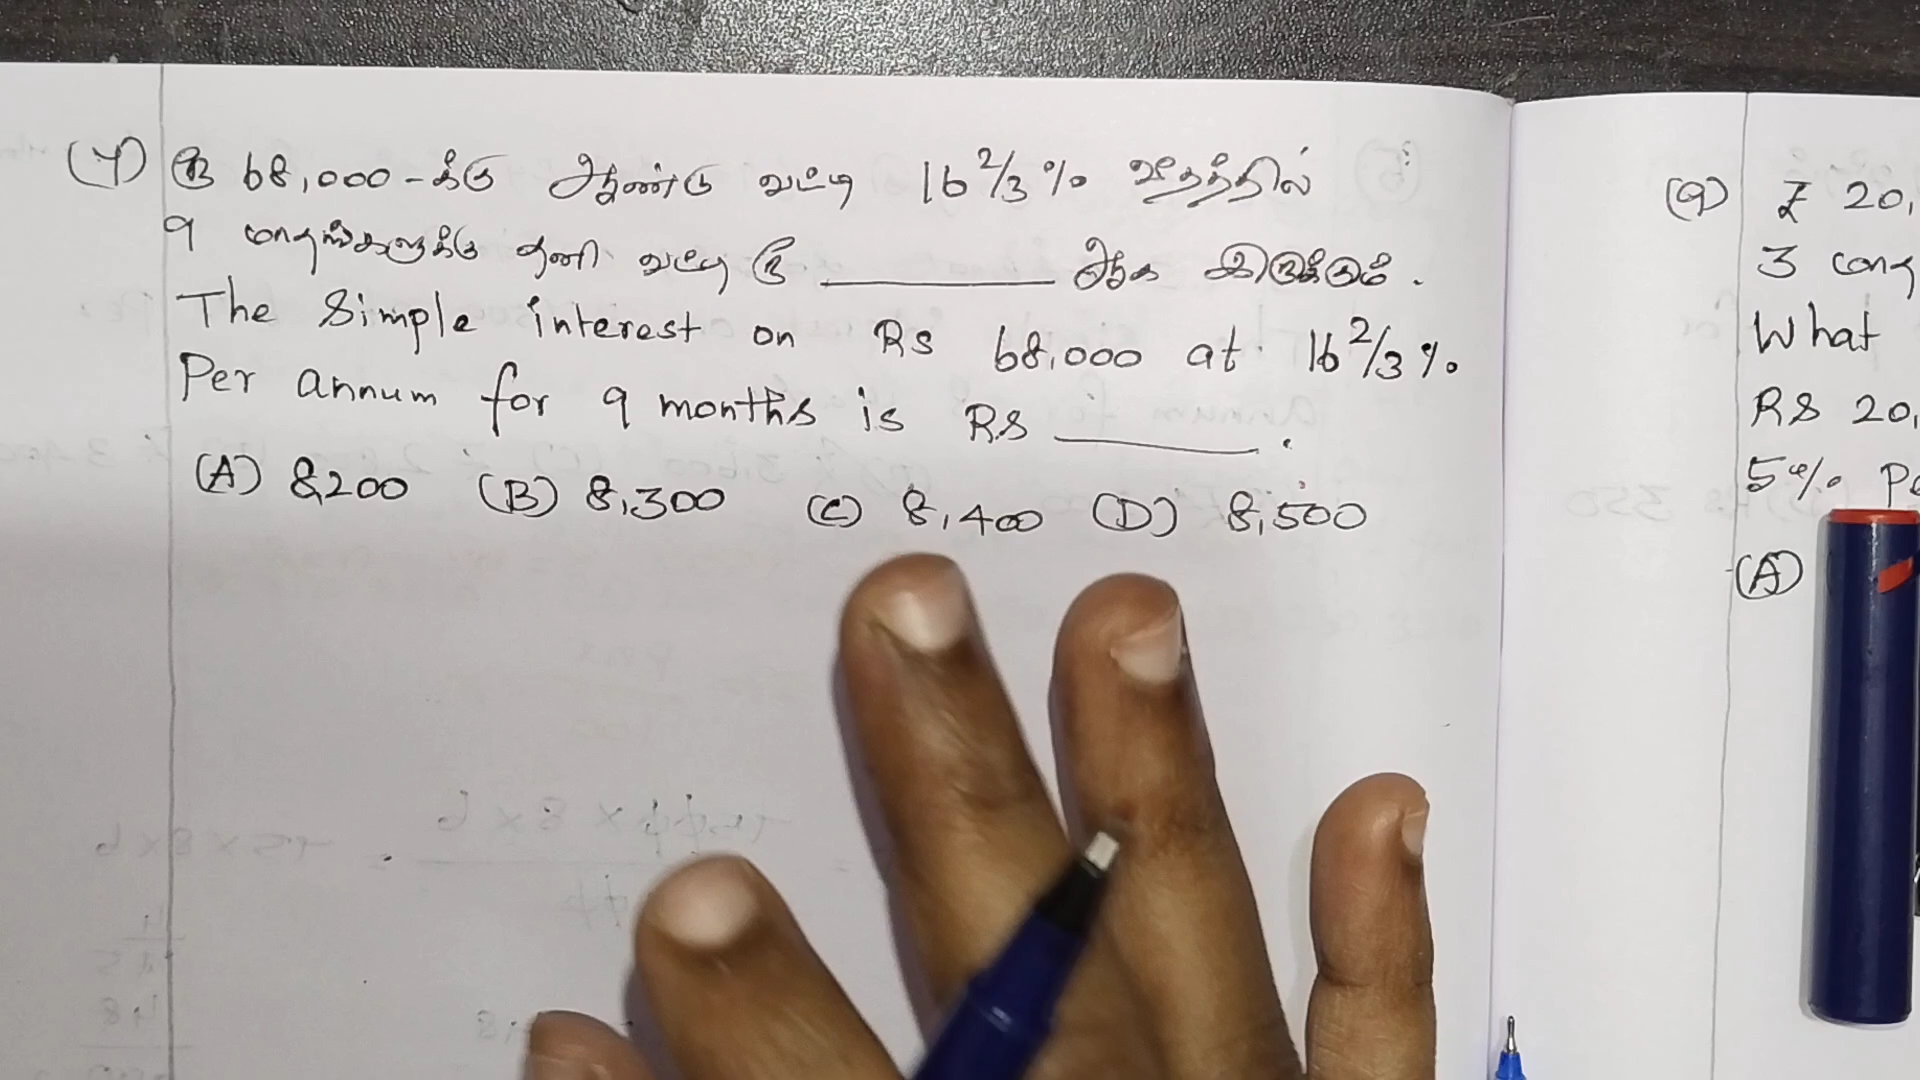 (7) ரூ 68,000-க்கு ஆண்டு வட்டி 16 2/3 % வீதத்தில்
9 மாதங்களுக்கு தனி வட்டி ரூ ________ ஆக இருக்கும்.
The Simple interest on Rs 68,000 at 16 2/3 %
Per annum for 9 months is RS ________.
(A) 8,200 (B) 8,300 (C) 8,400 (D) 8,500
(9) ₹ 20,
3
What
RS 20,
5%
(A)